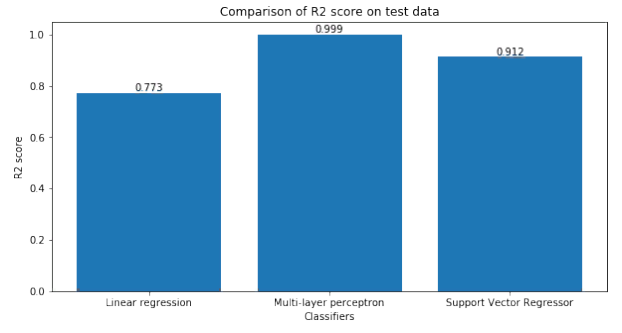 Comparison of R2 score on test data
1.0
0.8
0.6
0.4
0.2
0.0
R2 score
0.773
0.999
0.912
Linear regression
Multi-layer perceptron
Support Vector Regressor
Classifiers